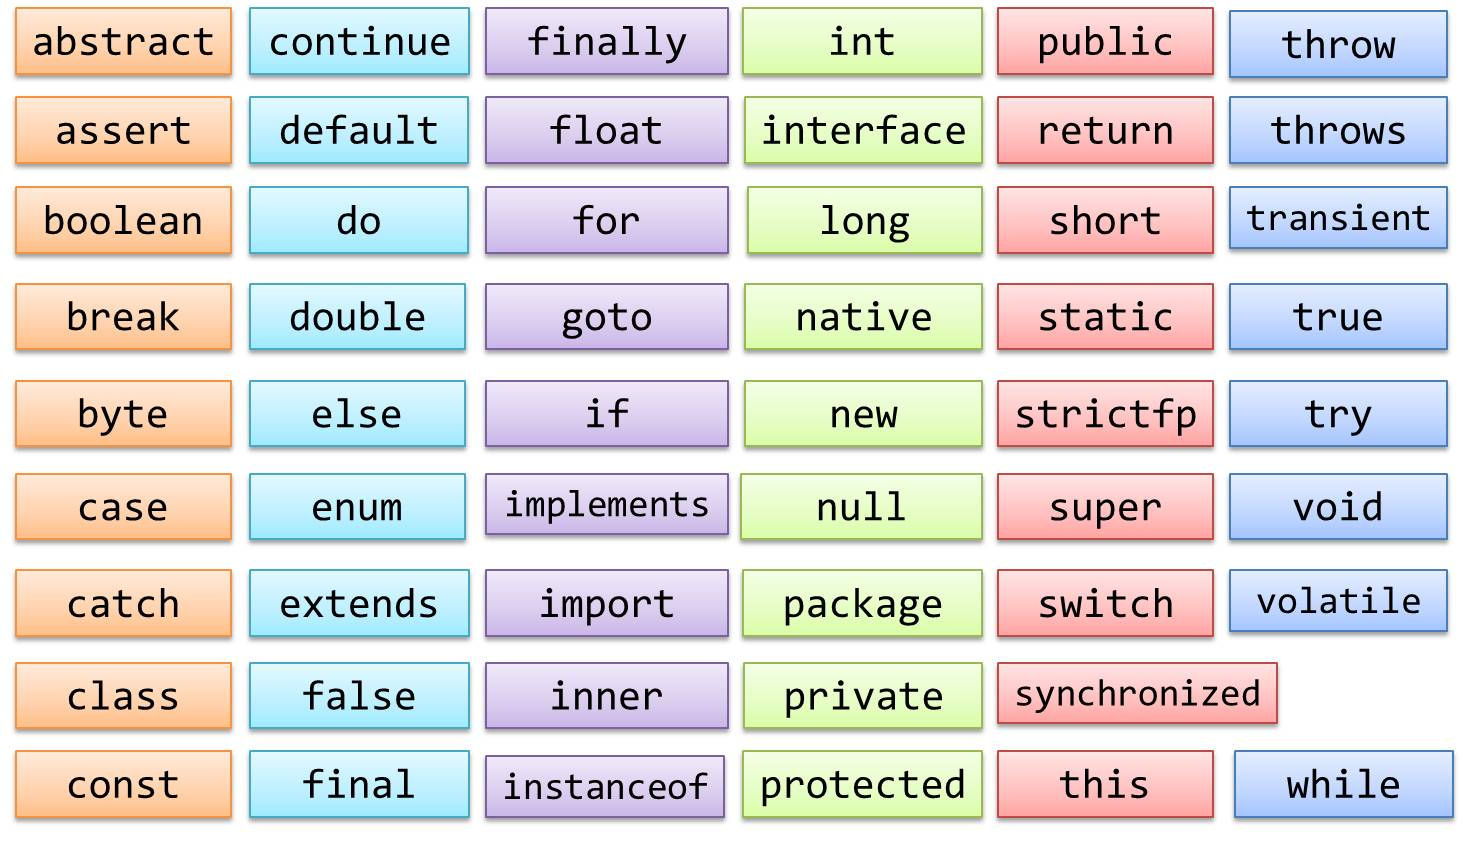 abstract continue finally int public throw
assert default float interface return throws
boolean do for long short transient
break double goto native static true
byte else if new strictfp try
case enum implements null super void
catch extends import package switch volatile
class false inner private synchronized
const final instanceof protected this while